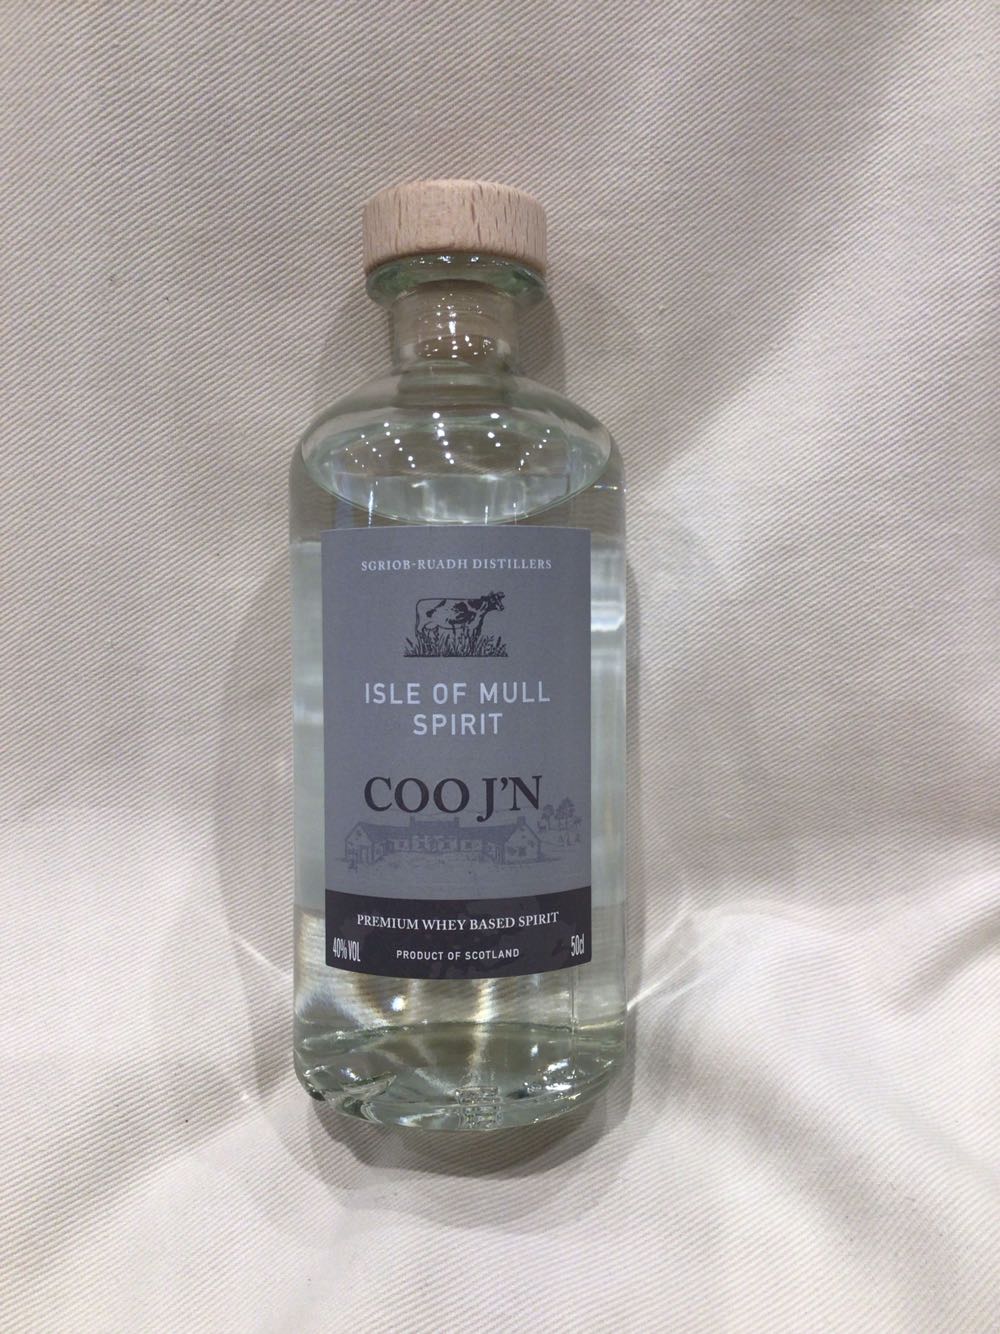 SGRIOB-RUADH DISTILLERS
ISLE OF MULL
SPIRIT
COO J'N
PREMIUM WHEY BASED SPIRIT
40% VOL
PRODUCT OF SCOTLAND
50cl